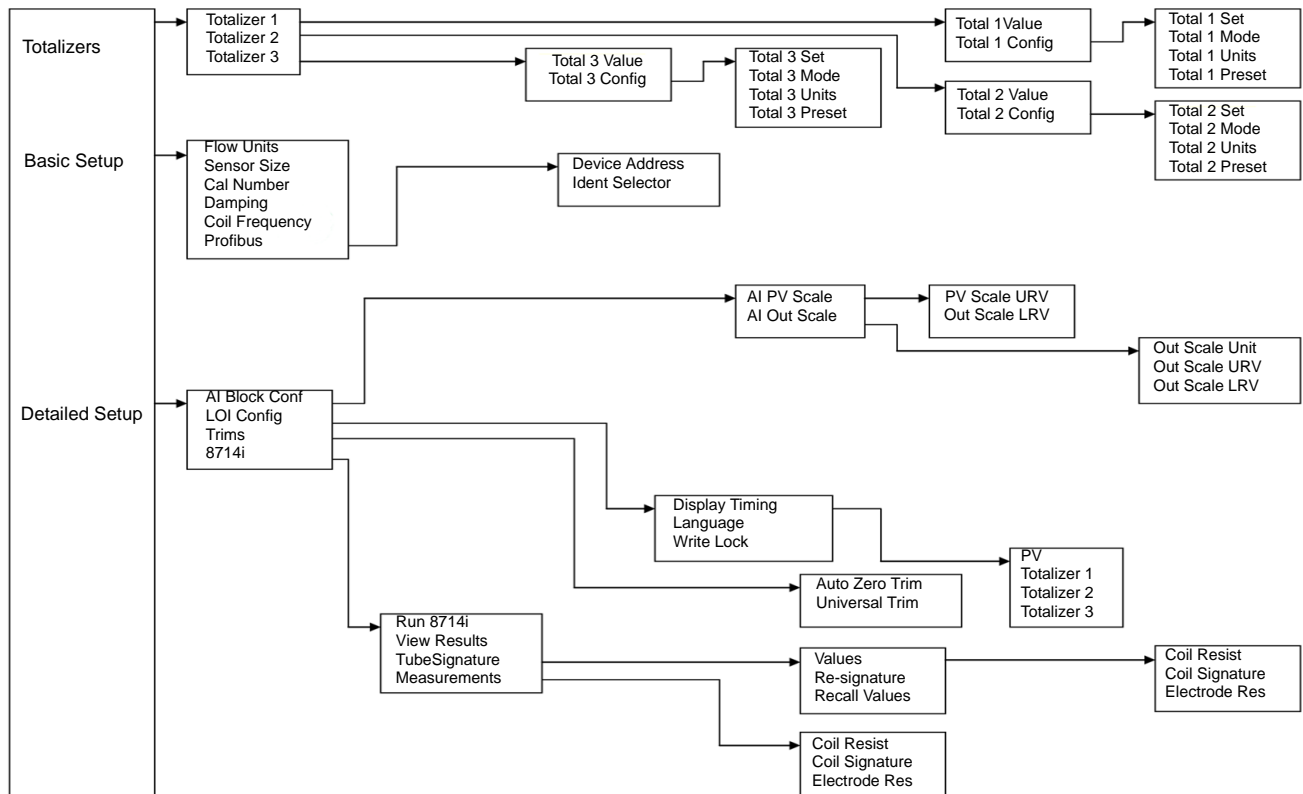 Totalizers
Basic Setup
Detailed Setup
Totalizer 1
Totalizer 2
Totalizer 3
Total 3 Value
Total 3 Config
Total 3 Set
Total 3 Mode
Total 3 Units
Total 3 Preset
Total 1Value
Total 1 Config
Total 1 Set
Total 1 Mode
Total 1 Units
Total 1 Preset
Total 2 Value
Total 2 Config
Total 2 Set
Total 2 Mode
Total 2 Units
Total 2 Preset
Flow Units
Sensor Size
Cal Number
Damping
Coil Frequency
Profibus
Device Address
Ident Selector
AI Block Conf
LOI Config
Trims
8714i
AI PV Scale
AI Out Scale
PV Scale URV
Out Scale LRV
Out Scale Unit
Out Scale URV
Out Scale LRV
Display Timing
Language
Write Lock
PV
Totalizer 1
Totalizer 2
Totalizer 3
Auto Zero Trim
Universal Trim
Run 8714i
View Results
TubeSignature
Measurements
Values
Re-signature
Recall Values
Coil Resist
Coil Signature
Electrode Res
Coil Resist
Coil Signature
Electrode Res